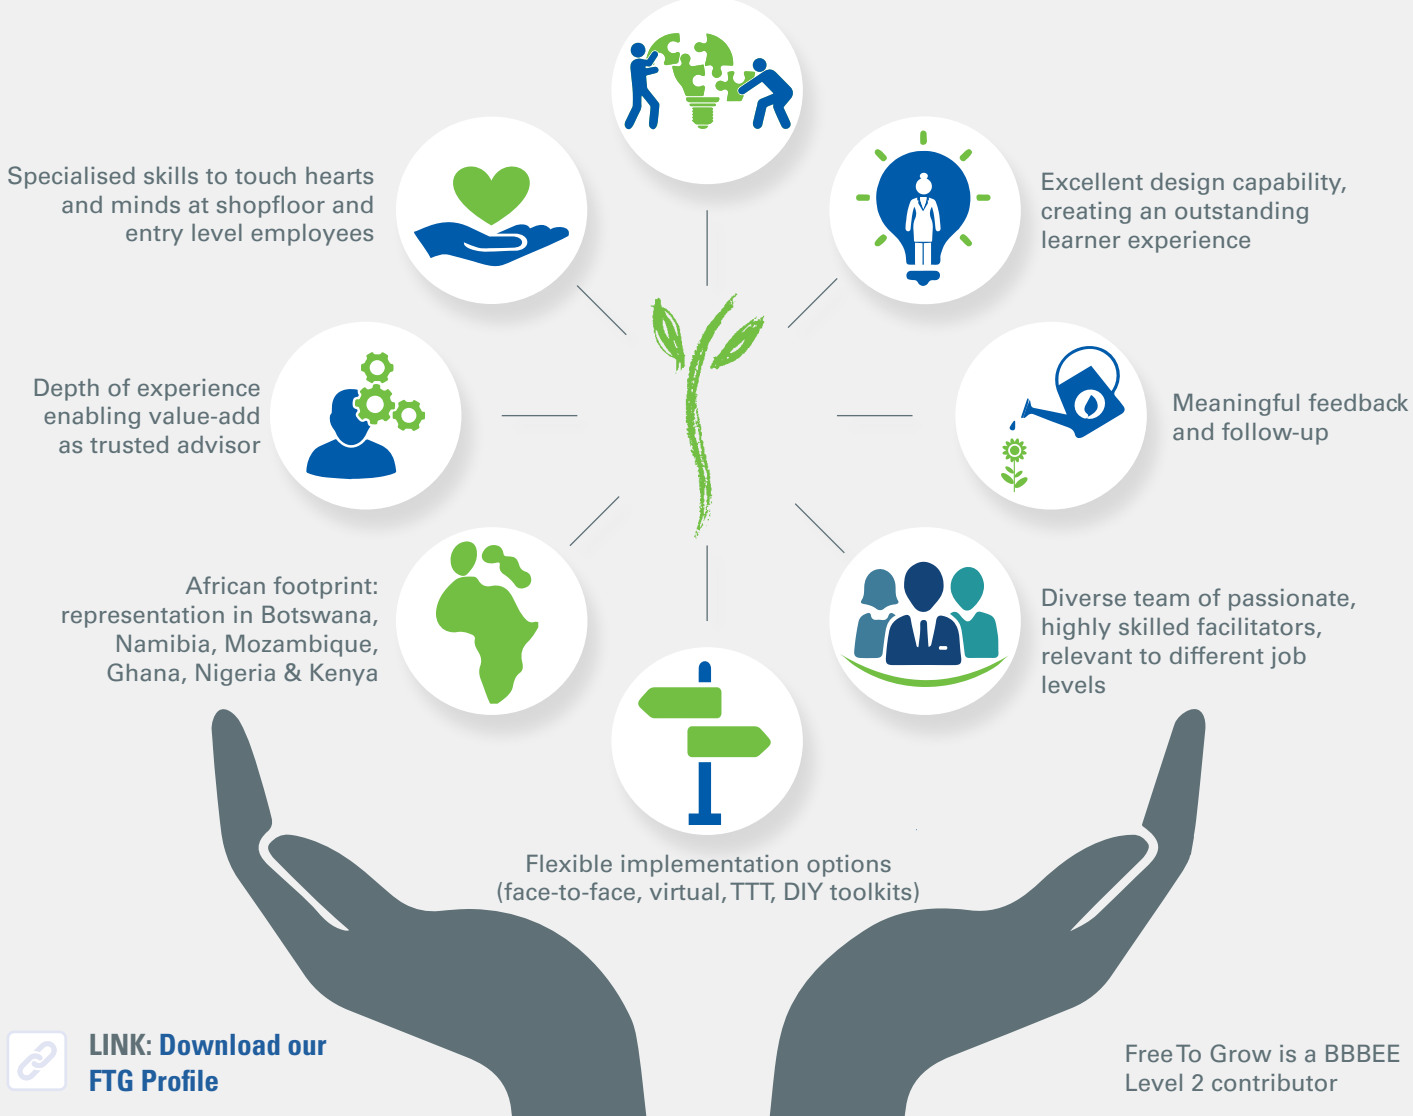 Specialised skills to touch hearts
and minds at shopfloor and
entry level employees
Excellent design capability,
creating an outstanding
learner experience
Depth of experience
enabling value-add
as trusted advisor
Meaningful feedback
and follow-up
African footprint:
representation in Botswana,
Namibia, Mozambique,
Ghana, Nigeria & Kenya
Diverse team of passionate,
highly skilled facilitators,
relevant to different job
levels
Flexible implementation options
(face-to-face, virtual, TTT, DIY toolkits)
LINK: Download our
FTG Profile
Free To Grow is a BBBEE
Level 2 contributor